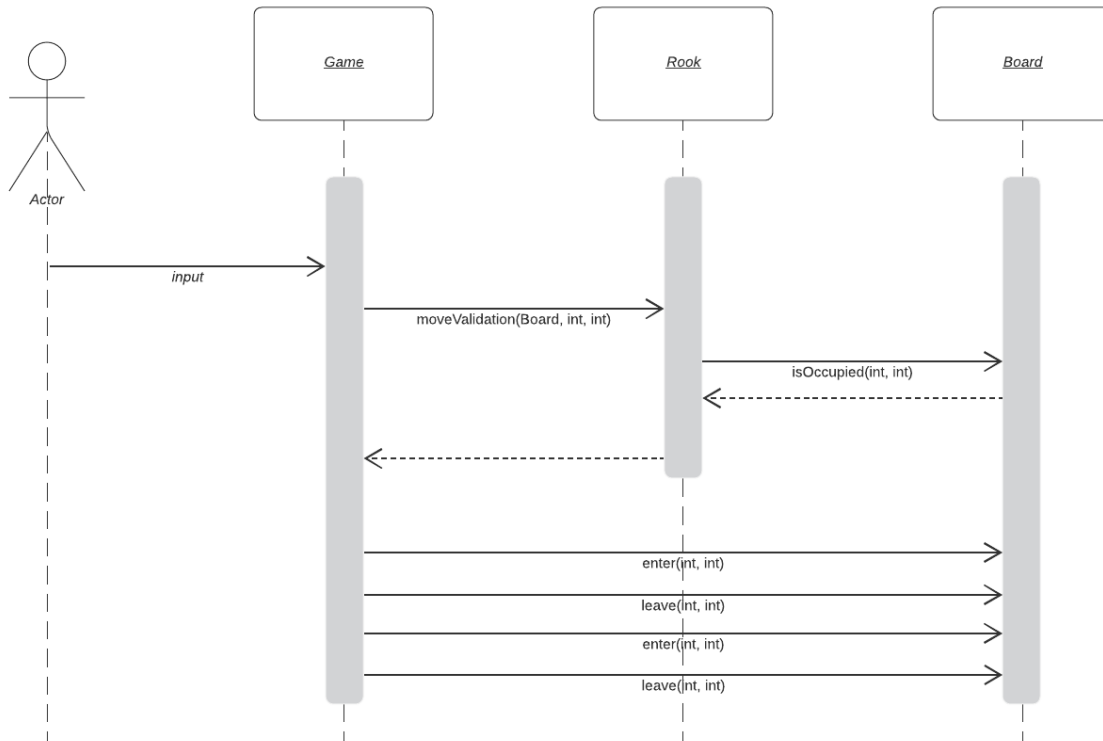 Game
Rook
Board
Actor
input
moveValidation(Board, int, int)
isOccupied(int, int)
enter(int, int)
leave(int, int)
enter(int, int)
leave(int, int)